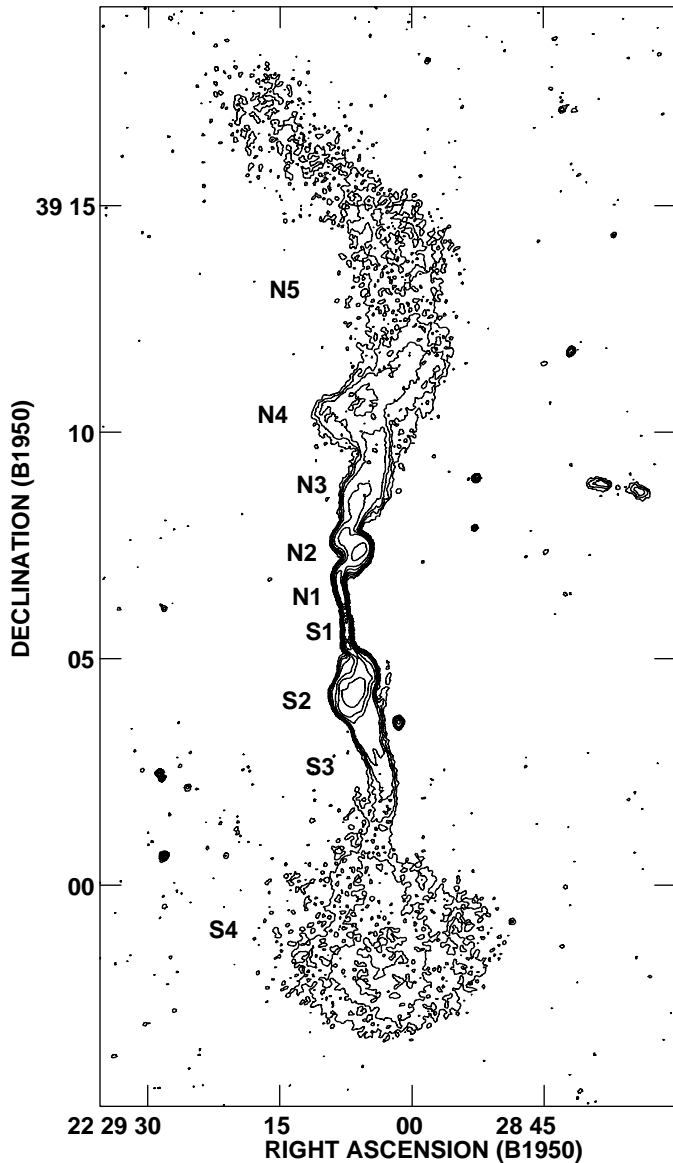 39 15
N5
N4
10
N3
N2
N1
S1
05
S2
S3
00
S4
DECLINATION (B1950)
22 29 30 15 00 28 45
RIGHT ASCENSION (B1950)